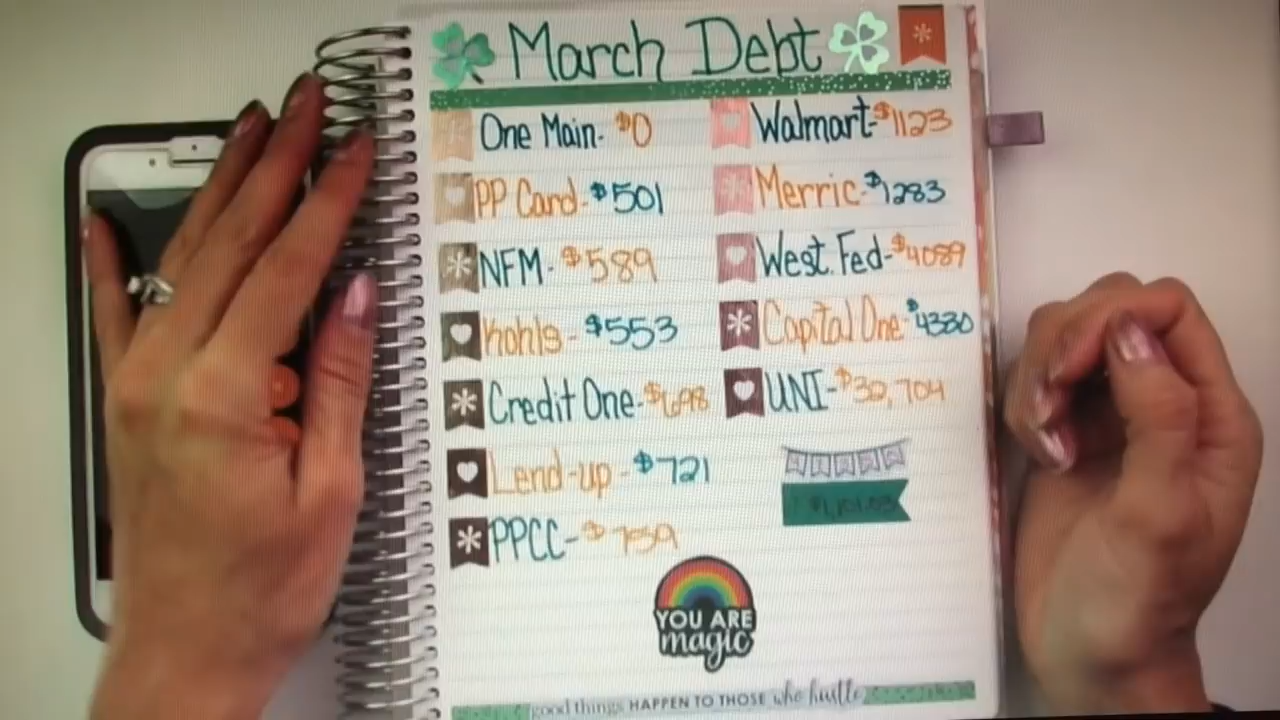 March Debt
One Main- $0
PP Card- $501
NFM- $589
Kohls- $553
Credit One- $698
Lend-up- $721
PPCC- $759
Walmart- $1123
Merric- $1283
West. Fed- $4089
Capital One- $4330
UNI- $32,704
YOU ARE
magic
good things HAPPEN TO THOSE who hustle